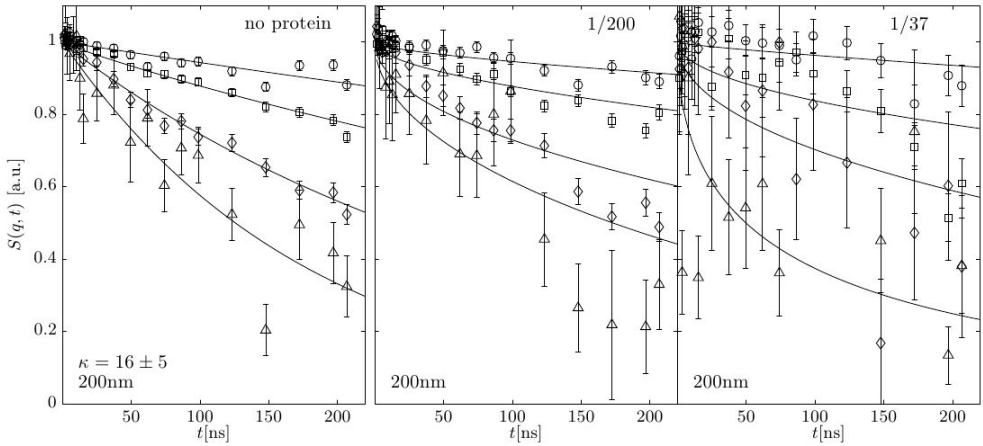 no protein
1/200
1/37
1
0.8
0.6
0.4
0.2
0
S(q, t) [a.u.]
κ = 16 ± 5
200nm
200nm
200nm
50 100 150 200
50 100 150 200
50 100 150 200
t[ns]
t[ns]
t[ns]